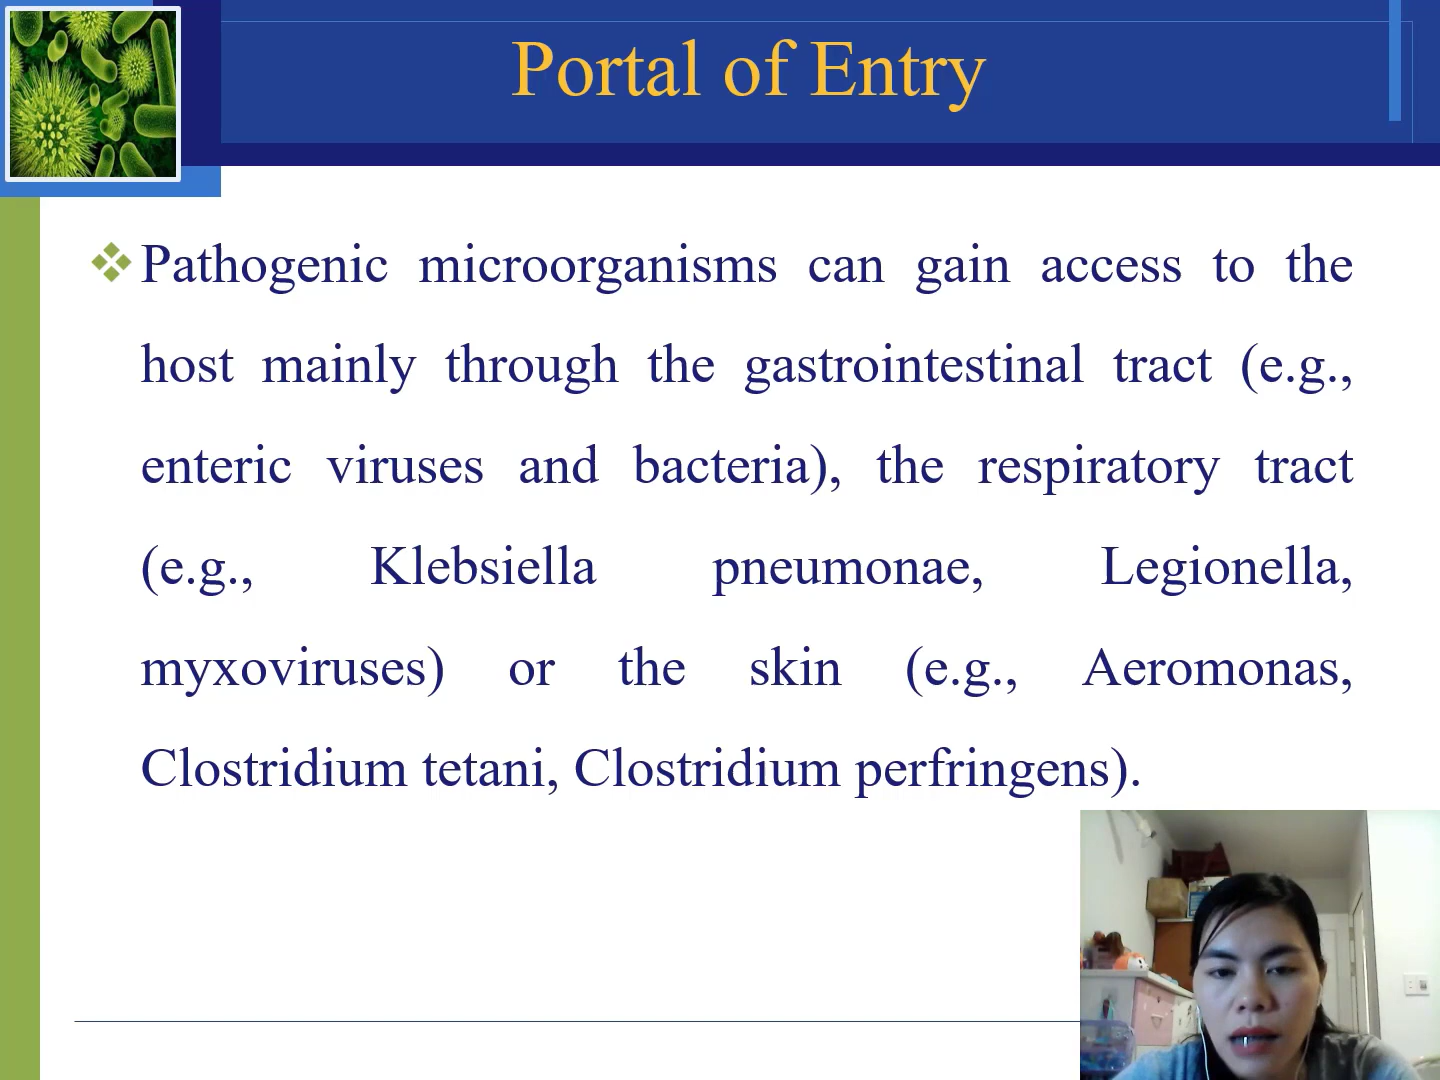 Portal of Entry
Pathogenic microorganisms can gain access to the
host mainly through the gastrointestinal tract (e.g.,
enteric viruses and bacteria), the respiratory tract
(e.g., Klebsiella pneumonae, Legionella,
myxoviruses) or the skin (e.g., Aeromonas,
Clostridium tetani, Clostridium perfringens).